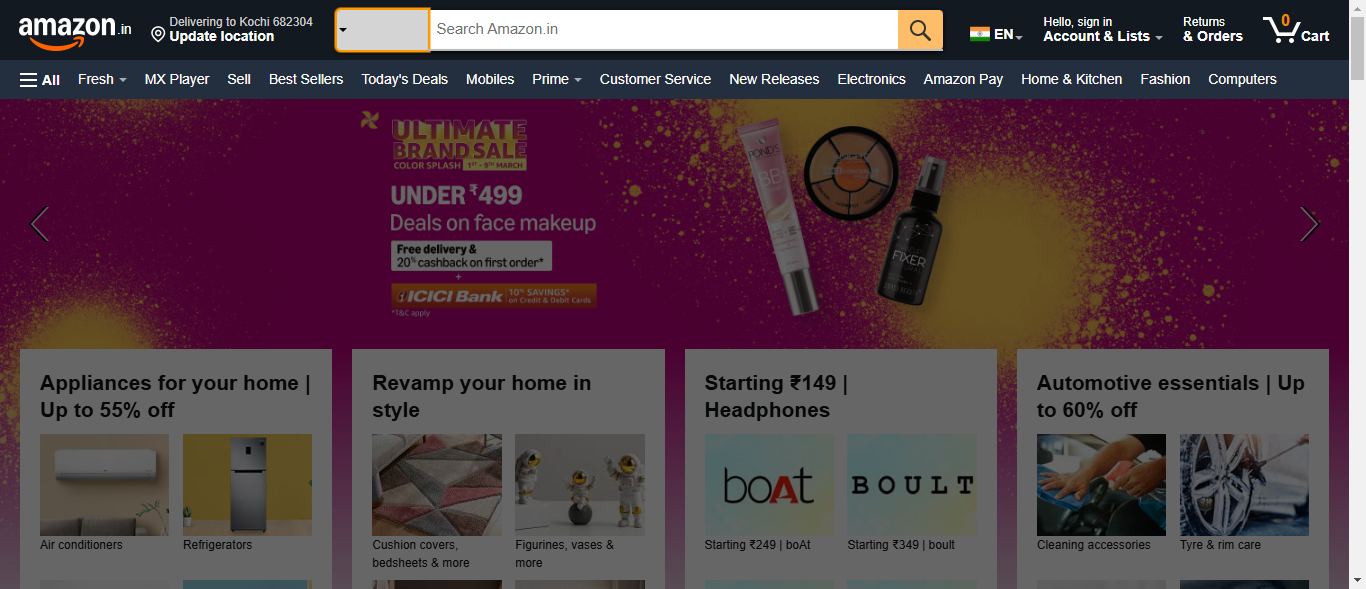 amazon.in
Delivering to Kochi 682304
Update location
Search Amazon.in
EN
Hello, sign in
Account & Lists
Returns
& Orders
0
Cart
All
Fresh
MX Player
Sell
Best Sellers
Today's Deals
Mobiles
Prime
Customer Service
New Releases
Electronics
Amazon Pay
Home & Kitchen
Fashion
Computers
ULTIMATE
BRAND SALE
COLOR SPLASH 1ST - 9TH MARCH
UNDER ₹499
Deals on face makeup
Free delivery &
20% cashback on first order*
+
ICICI Bank 10% SAVINGS*
on Credit & Debit Cards
*T&C apply
POND'S
BB
FIXER
Appliances for your home |
Up to 55% off
Air conditioners
Refrigerators
Revamp your home in
style
Cushion covers,
bedsheets & more
Figurines, vases &
more
Starting ₹149 |
Headphones
boAt
BOULT
Starting ₹249 | boAt
Starting ₹349 | boult
Automotive essentials | Up
to 60% off
Cleaning accessories
Tyre & rim care